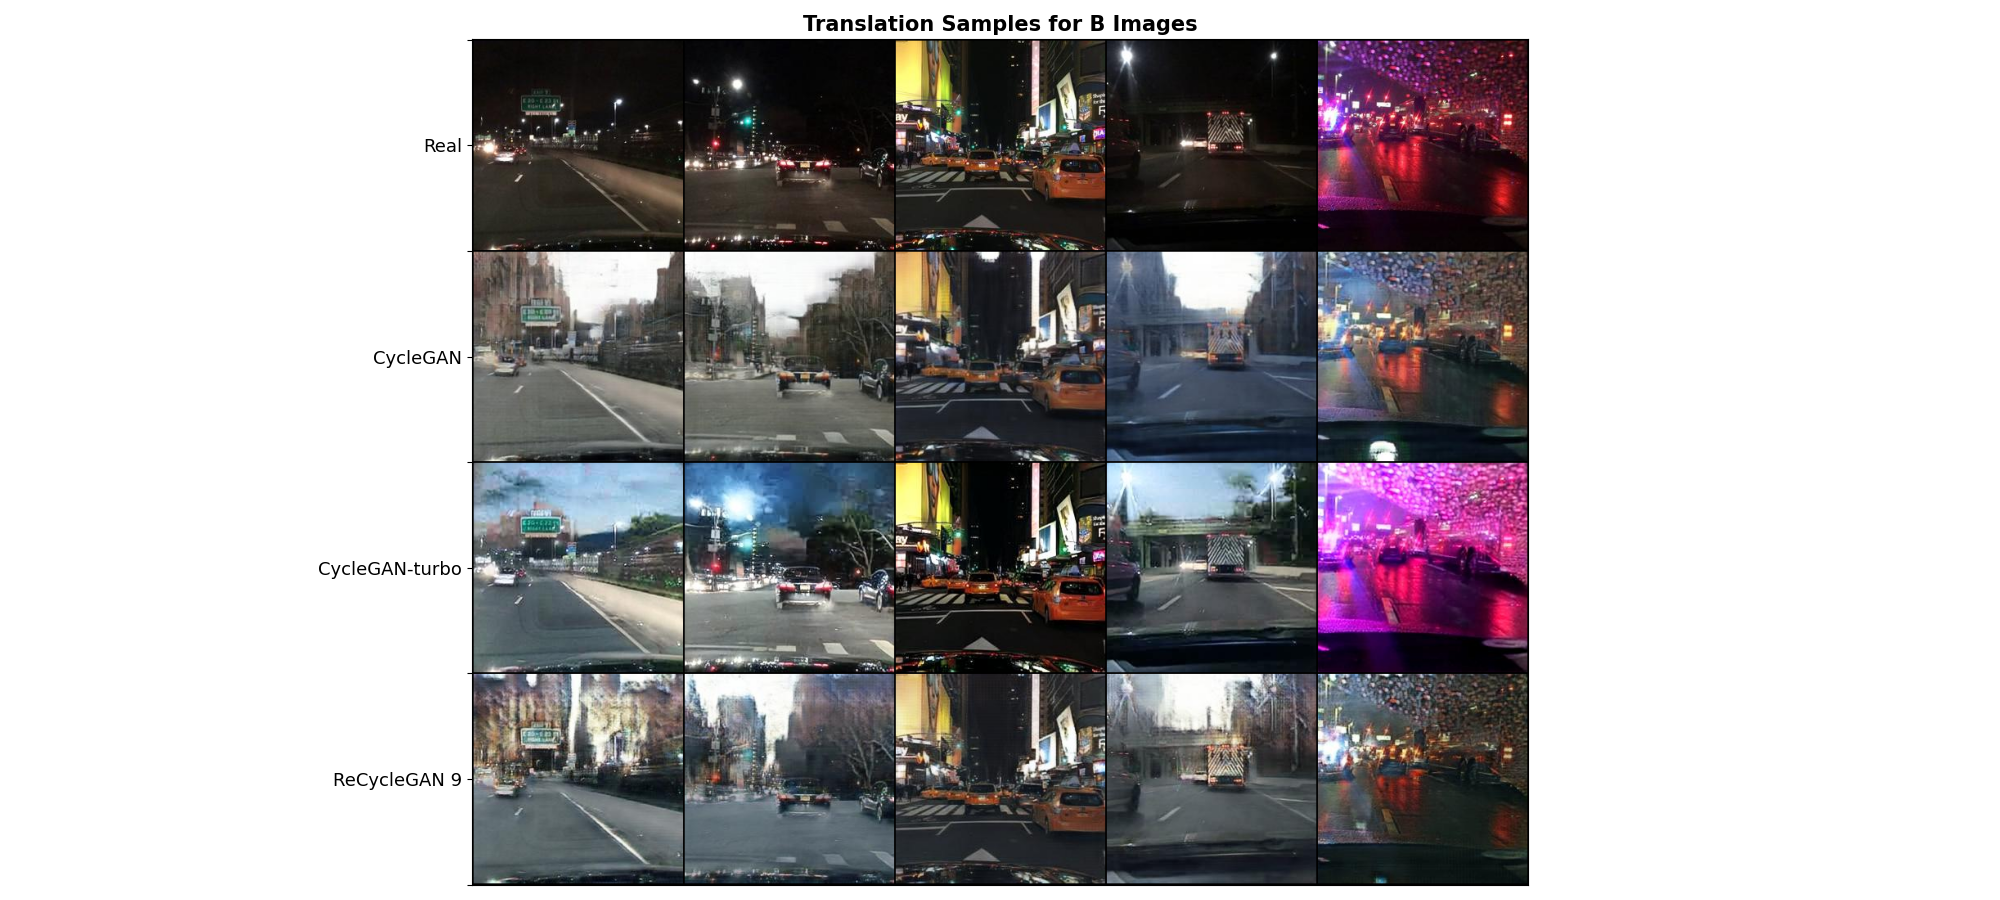 Translation Samples for B Images
Real
CycleGAN
CycleGAN-turbo
ReCycleGAN 9